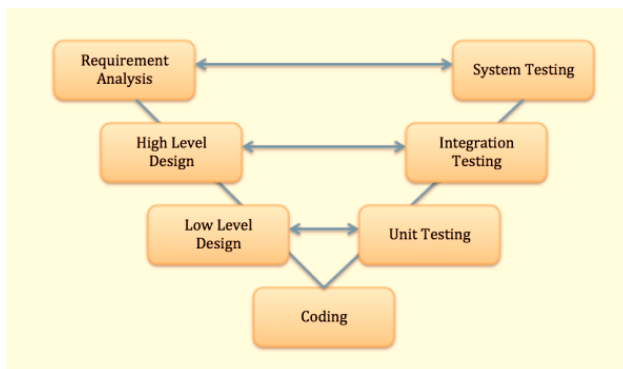 Requirement
Analysis
System Testing
High Level
Design
Integration
Testing
Low Level
Design
Unit Testing
Coding